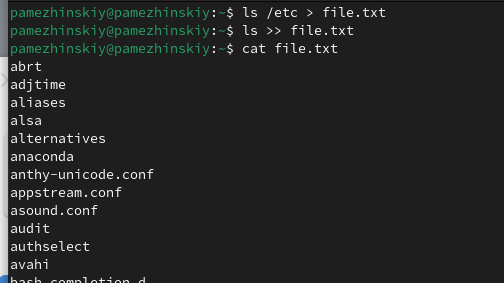 pamezhinskiy@pamezhinskiy:~$ ls /etc > file.txt
pamezhinskiy@pamezhinskiy:~$ ls >> file.txt
pamezhinskiy@pamezhinskiy:~$ cat file.txt
abrt
adjtime
aliases
alsa
alternatives
anaconda
anthy-unicode.conf
appstream.conf
asound.conf
audit
authselect
avahi
bash_completion.d